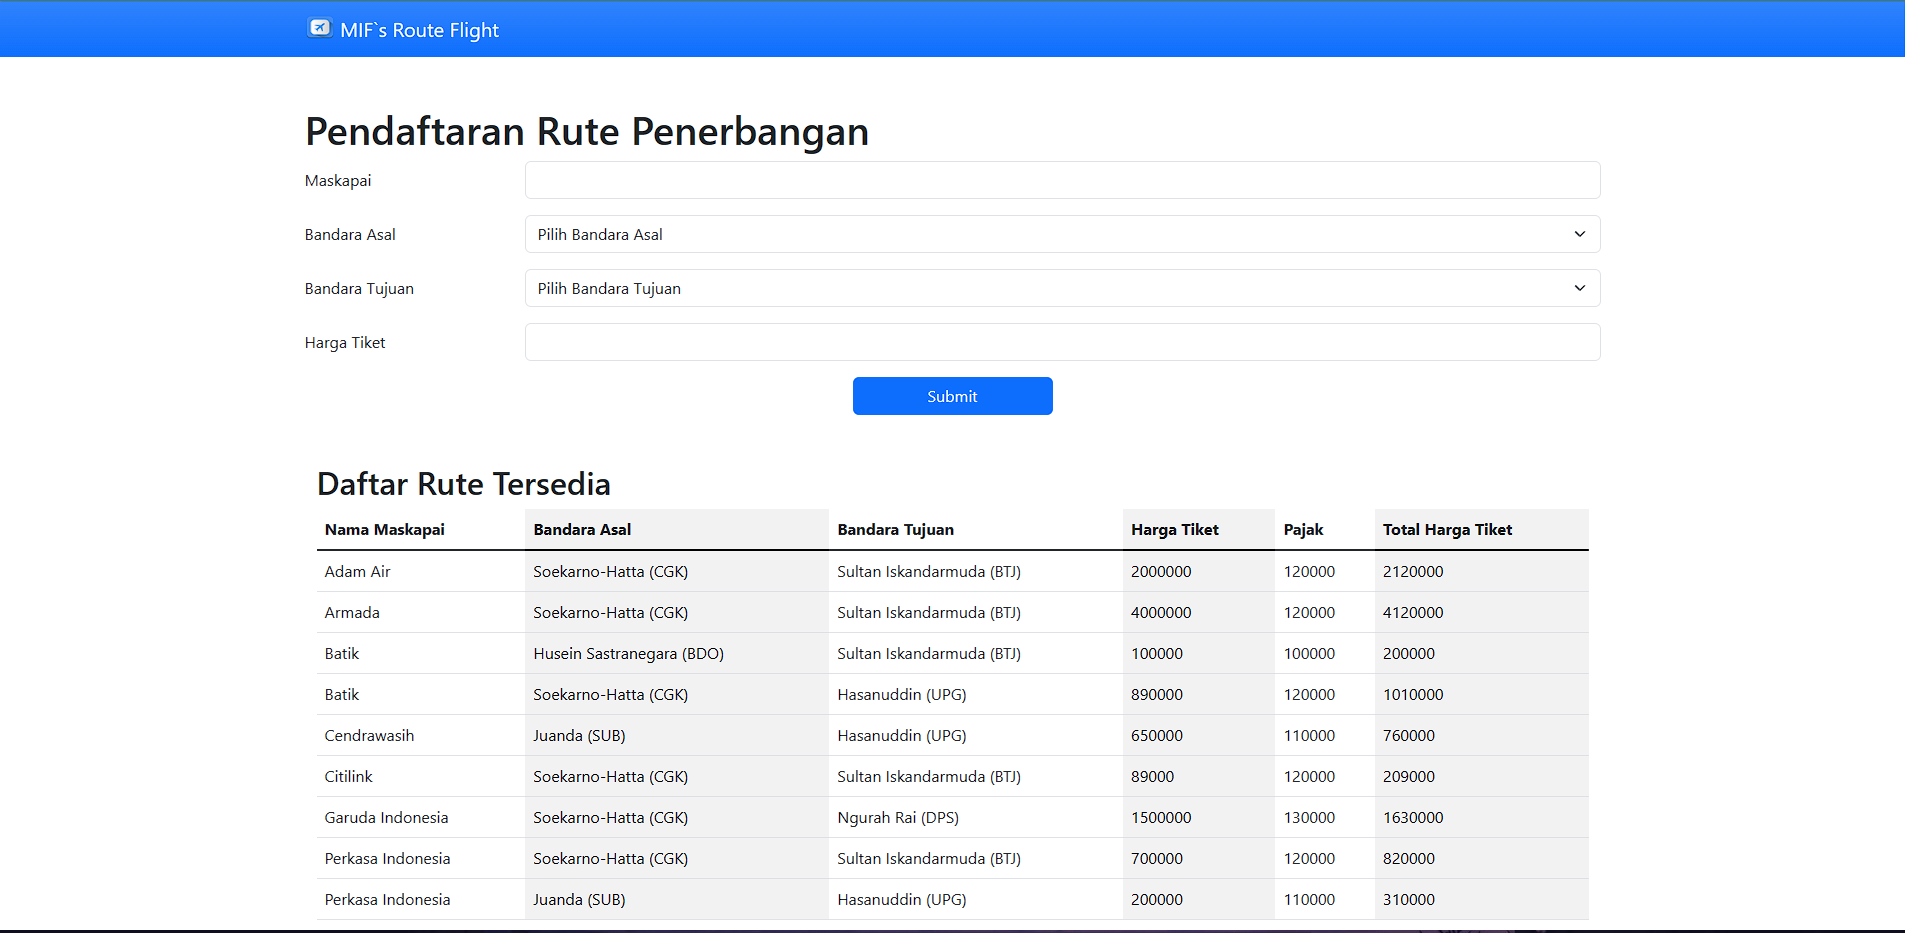 MIF`s Route Flight
Pendaftaran Rute Penerbangan
Maskapai
Bandara Asal Pilih Bandara Asal
Bandara Tujuan Pilih Bandara Tujuan
Harga Tiket
Submit
Daftar Rute Tersedia
Nama Maskapai Bandara Asal Bandara Tujuan Harga Tiket Pajak Total Harga Tiket
Adam Air Soekarno-Hatta (CGK) Sultan Iskandarmuda (BTJ) 2000000 120000 2120000
Armada Soekarno-Hatta (CGK) Sultan Iskandarmuda (BTJ) 4000000 120000 4120000
Batik Husein Sastranegara (BDO) Sultan Iskandarmuda (BTJ) 100000 100000 200000
Batik Soekarno-Hatta (CGK) Hasanuddin (UPG) 890000 120000 1010000
Cendrawasih Juanda (SUB) Hasanuddin (UPG) 650000 110000 760000
Citilink Soekarno-Hatta (CGK) Sultan Iskandarmuda (BTJ) 89000 120000 209000
Garuda Indonesia Soekarno-Hatta (CGK) Ngurah Rai (DPS) 1500000 130000 1630000
Perkasa Indonesia Soekarno-Hatta (CGK) Sultan Iskandarmuda (BTJ) 700000 120000 820000
Perkasa Indonesia Juanda (SUB) Hasanuddin (UPG) 200000 110000 310000